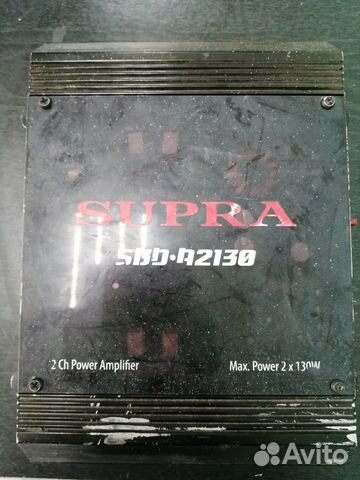 SUPRA
SBD·A2130
2 Ch Power Amplifier
Max. Power 2 x 130W
Avito